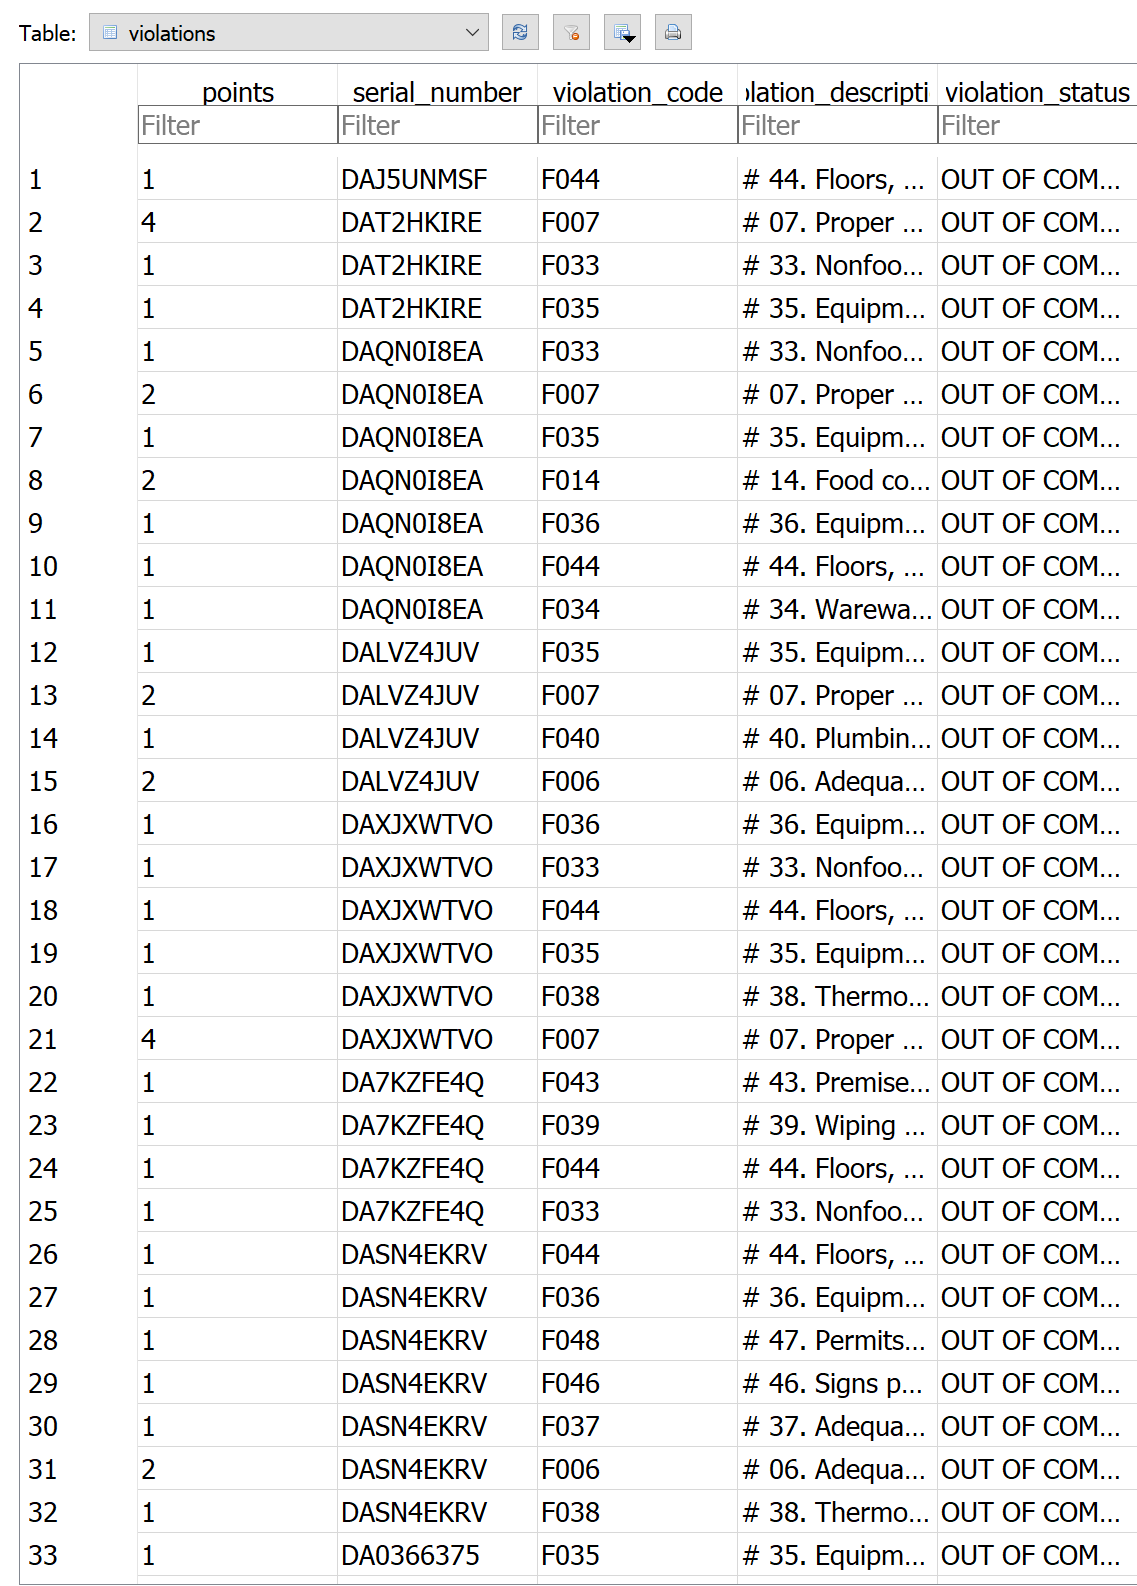 Table: violations
points serial_number violation_code olation_descripti violation_status
Filter Filter Filter Filter Filter
1 1 DAJ5UNMSF F044 # 44. Floors, ... OUT OF COM...
2 4 DAT2HKIRE F007 # 07. Proper ... OUT OF COM...
3 1 DAT2HKIRE F033 # 33. Nonfoo... OUT OF COM...
4 1 DAT2HKIRE F035 # 35. Equipm... OUT OF COM...
5 1 DAQN0I8EA F033 # 33. Nonfoo... OUT OF COM...
6 2 DAQN0I8EA F007 # 07. Proper ... OUT OF COM...
7 1 DAQN0I8EA F035 # 35. Equipm... OUT OF COM...
8 2 DAQN0I8EA F014 # 14. Food co... OUT OF COM...
9 1 DAQN0I8EA F036 # 36. Equipm... OUT OF COM...
10 1 DAQN0I8EA F044 # 44. Floors, ... OUT OF COM...
11 1 DAQN0I8EA F034 # 34. Warewa... OUT OF COM...
12 1 DALVZ4JUV F035 # 35. Equipm... OUT OF COM...
13 2 DALVZ4JUV F007 # 07. Proper ... OUT OF COM...
14 1 DALVZ4JUV F040 # 40. Plumbin... OUT OF COM...
15 2 DALVZ4JUV F006 # 06. Adequa... OUT OF COM...
16 1 DAXJXWTVO F036 # 36. Equipm... OUT OF COM...
17 1 DAXJXWTVO F033 # 33. Nonfoo... OUT OF COM...
18 1 DAXJXWTVO F044 # 44. Floors, ... OUT OF COM...
19 1 DAXJXWTVO F035 # 35. Equipm... OUT OF COM...
20 1 DAXJXWTVO F038 # 38. Thermo... OUT OF COM...
21 4 DAXJXWTVO F007 # 07. Proper ... OUT OF COM...
22 1 DA7KZFE4Q F043 # 43. Premise... OUT OF COM...
23 1 DA7KZFE4Q F039 # 39. Wiping ... OUT OF COM...
24 1 DA7KZFE4Q F044 # 44. Floors, ... OUT OF COM...
25 1 DA7KZFE4Q F033 # 33. Nonfoo... OUT OF COM...
26 1 DASN4EKRV F044 # 44. Floors, ... OUT OF COM...
27 1 DASN4EKRV F036 # 36. Equipm... OUT OF COM...
28 1 DASN4EKRV F048 # 47. Permits... OUT OF COM...
29 1 DASN4EKRV F046 # 46. Signs p... OUT OF COM...
30 1 DASN4EKRV F037 # 37. Adequa... OUT OF COM...
31 2 DASN4EKRV F006 # 06. Adequa... OUT OF COM...
32 1 DASN4EKRV F038 # 38. Thermo... OUT OF COM...
33 1 DA0366375 F035 # 35. Equipm... OUT OF COM...